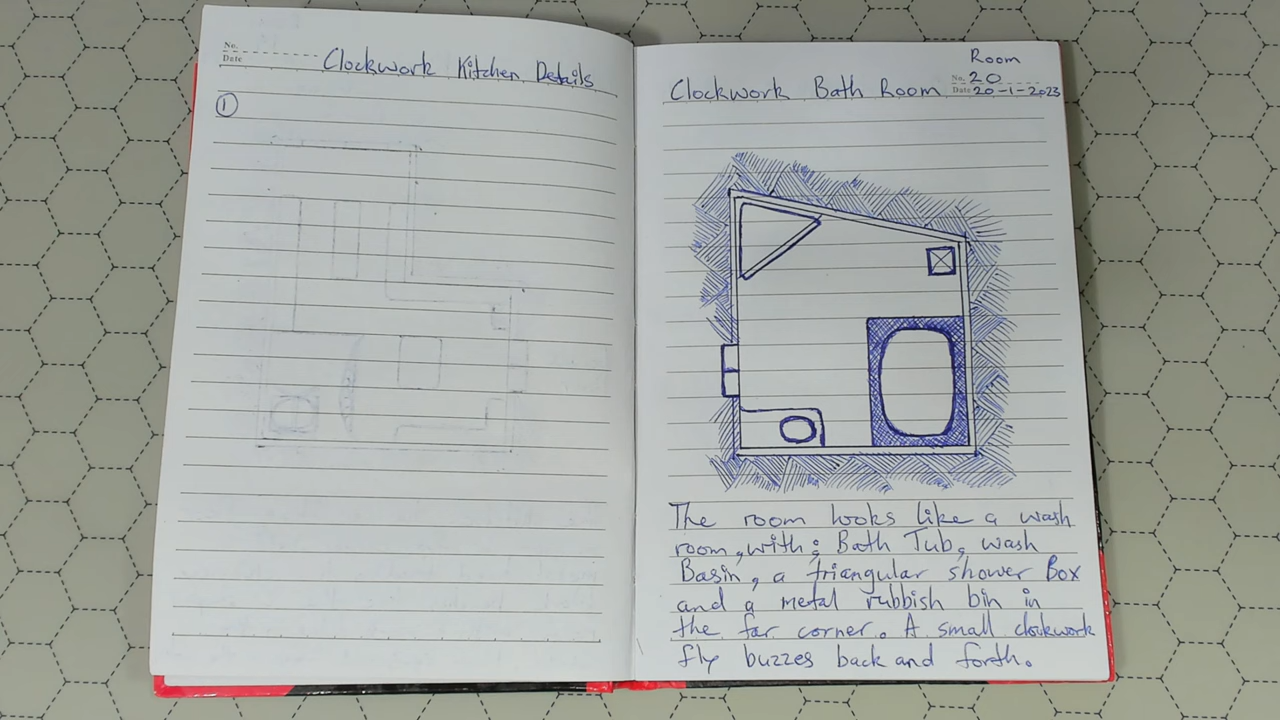 No.
Date
Clockwork Kitchen Details
1
Room
Clockwork Bath Room
No. 20
Date 20-1-2023
The room looks like a wash
room, with; Bath Tub, wash
Basin, a triangular shower Box
and a metal rubbish bin in
the far corner. A small clockwork
fly buzzes back and forth.